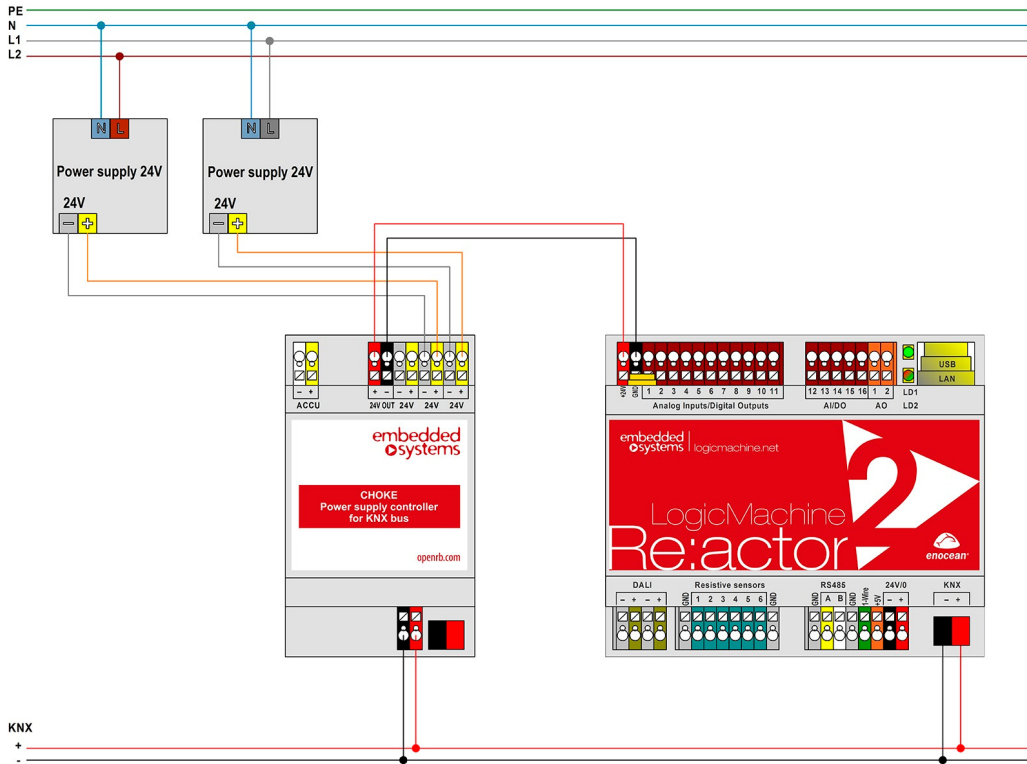 PE
N
L1
L2
N L
N L
Power supply 24V
Power supply 24V
24V
24V
− +
− +
− + + − − + − + − +
ACCU 24V OUT 24V 24V 24V
embedded
systems
CHOKE
Power supply controller
for KNX bus
openrb.com
+24V GND 1 2 3 4 5 6 7 8 9 10 11 12 13 14 15 16 1 2
Analog Inputs/Digital Outputs AI/DO AO
USB
LAN
LD1
LD2
embedded
systems
logicmachine.net
2
LogicMachine
Re:actor
enocean®
DALI Resistive sensors RS485 24V/0 KNX
− + − + GND 1 2 3 4 5 6 GND GND A B GND 1-Wire +5V − + − +
KNX
+
-